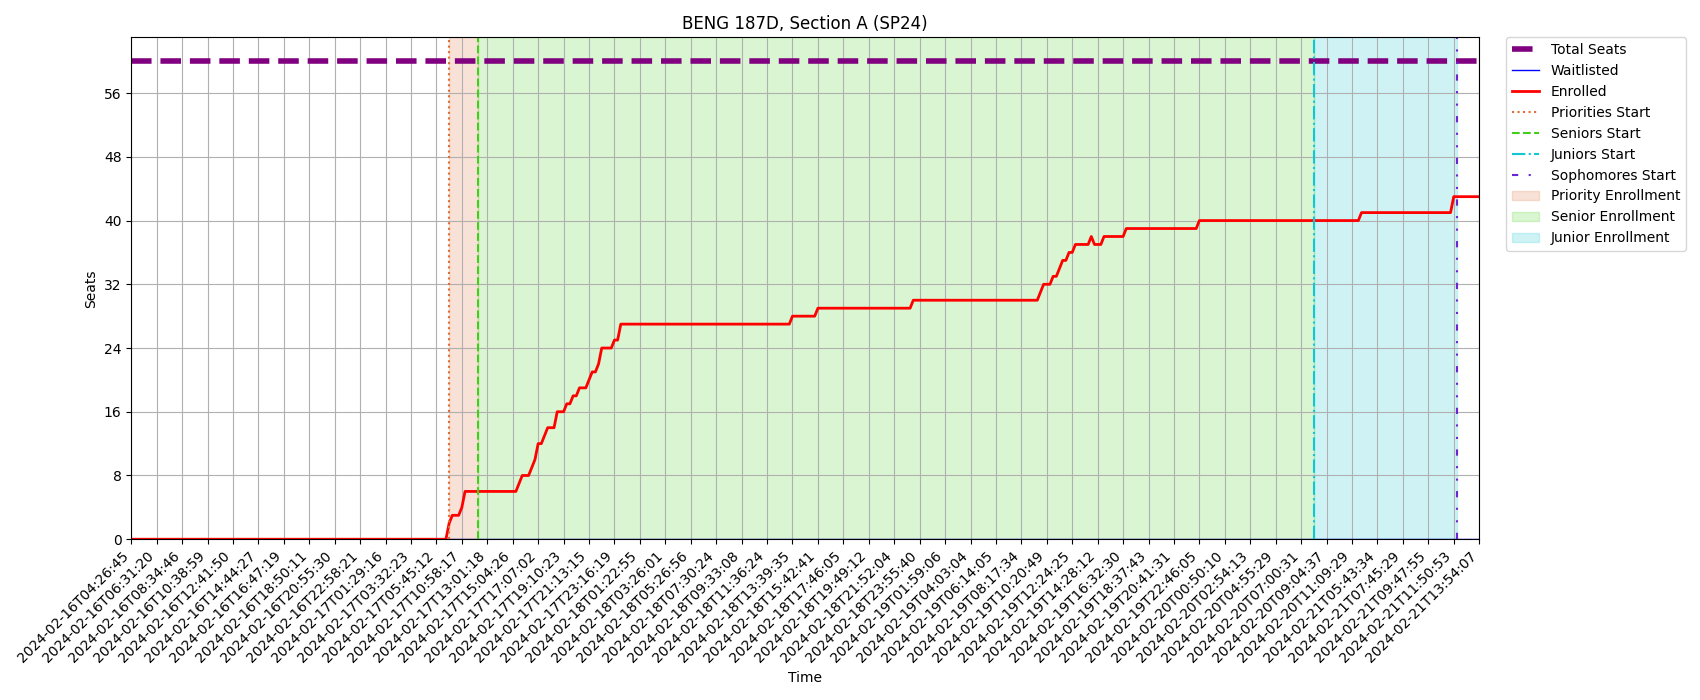 BENG 187D, Section A (SP24)
Total Seats
Waitlisted
Enrolled
Priorities Start
Seniors Start
Juniors Start
Sophomores Start
Priority Enrollment
Senior Enrollment
Junior Enrollment
Seats
56
48
40
32
24
16
8
0
2024-02-16T04:26:45
2024-02-16T06:31:20
2024-02-16T08:34:46
2024-02-16T10:38:59
2024-02-16T12:41:50
2024-02-16T14:44:27
2024-02-16T16:47:19
2024-02-16T18:50:11
2024-02-16T20:55:30
2024-02-16T22:58:21
2024-02-17T01:29:16
2024-02-17T03:32:23
2024-02-17T05:45:12
2024-02-17T10:58:17
2024-02-17T13:01:18
2024-02-17T15:04:26
2024-02-17T17:07:02
2024-02-17T19:10:23
2024-02-17T21:13:15
2024-02-17T23:16:19
2024-02-18T01:22:55
2024-02-18T03:26:01
2024-02-18T05:26:56
2024-02-18T07:30:24
2024-02-18T09:33:08
2024-02-18T11:36:24
2024-02-18T13:39:35
2024-02-18T15:42:41
2024-02-18T17:46:05
2024-02-18T19:49:12
2024-02-18T21:52:04
2024-02-18T23:55:40
2024-02-19T01:59:06
2024-02-19T04:03:04
2024-02-19T06:14:05
2024-02-19T08:17:34
2024-02-19T10:20:49
2024-02-19T12:24:25
2024-02-19T14:28:12
2024-02-19T16:32:30
2024-02-19T18:37:43
2024-02-19T20:41:31
2024-02-19T22:46:05
2024-02-20T00:50:10
2024-02-20T02:54:13
2024-02-20T04:55:29
2024-02-20T07:00:31
2024-02-20T09:04:37
2024-02-20T11:09:29
2024-02-21T05:43:34
2024-02-21T07:45:29
2024-02-21T09:47:55
2024-02-21T11:50:53
2024-02-21T13:54:07
Time